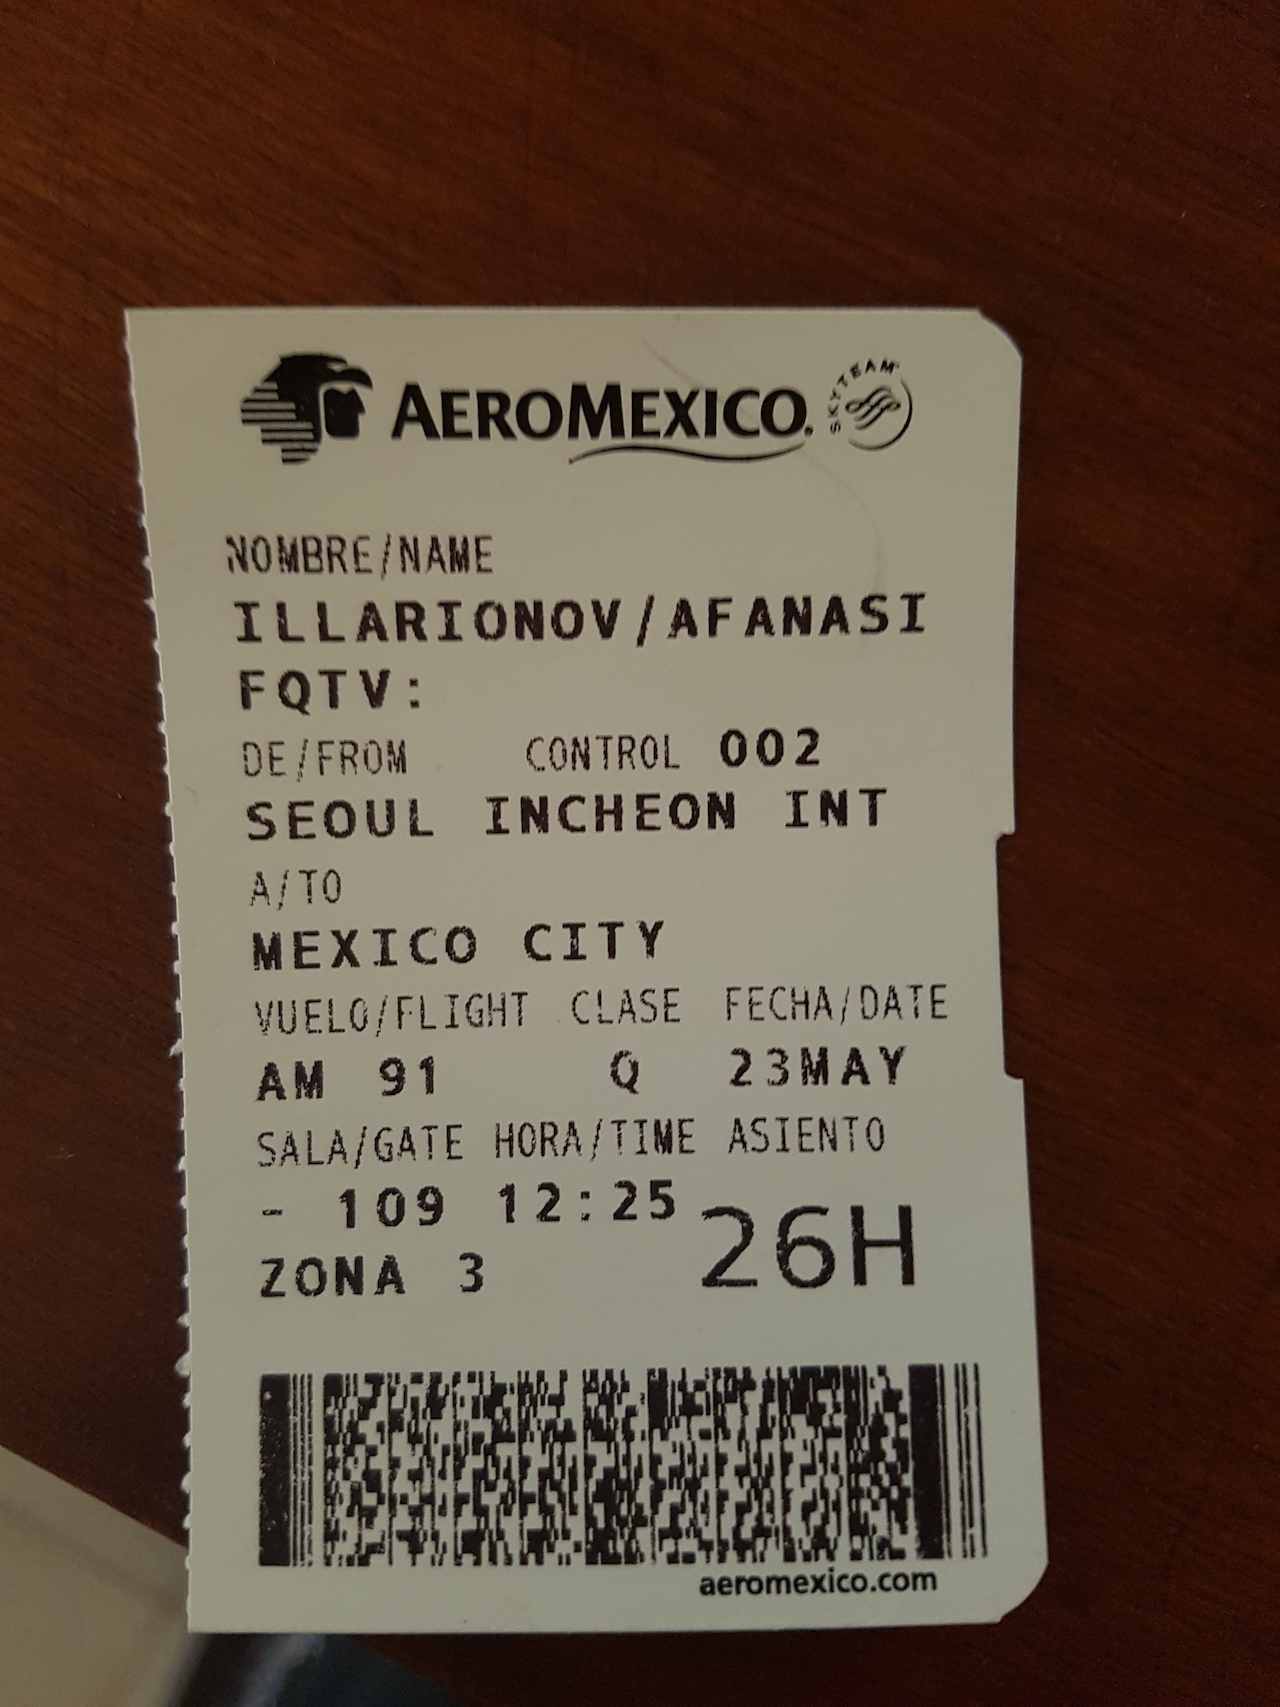 AEROMEXICO. SKYTEAM
NOMBRE/NAME
ILLARIONOV/AFANASI
FQTV:
DE/FROM CONTROL 002
SEOUL INCHEON INT
A/TO
MEXICO CITY
VUELO/FLIGHT CLASE FECHA/DATE
AM 91 Q 23MAY
SALA/GATE HORA/TIME ASIENTO
- 109 12:25 26H
ZONA 3
aeromexico.com